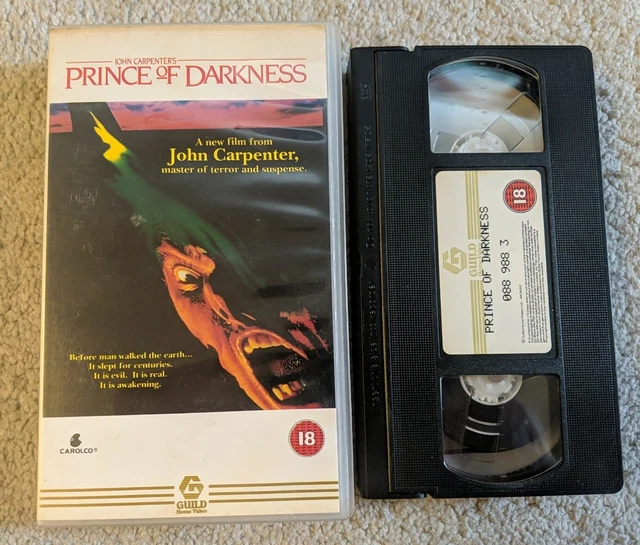 JOHN CARPENTER'S
PRINCE OF DARKNESS
A new film from
John Carpenter,
master of terror and suspense.
Before man walked the earth...
It slept for centuries.
It is evil. It is real.
It is awakening.
CAROLCO®
18
G
GUILD
Home Video
18
GUILD
PRINCE OF DARKNESS
088 988 3